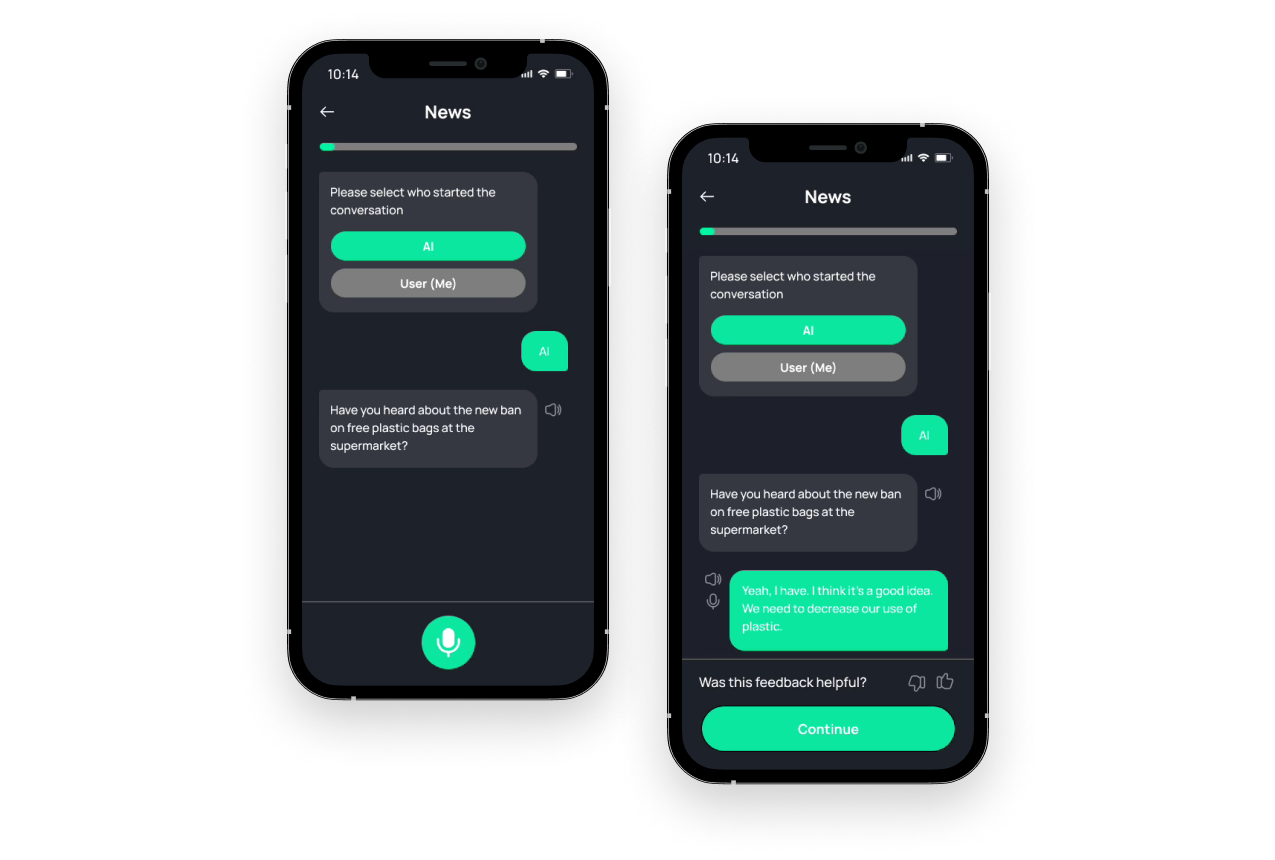 10:14
News
Please select who started the
conversation
AI
User (Me)
AI
Have you heard about the new ban
on free plastic bags at the
supermarket?
10:14
News
Please select who started the
conversation
AI
User (Me)
AI
Have you heard about the new ban
on free plastic bags at the
supermarket?
Yeah, I have. I think it's a good idea.
We need to decrease our use of
plastic.
Was this feedback helpful?
Continue